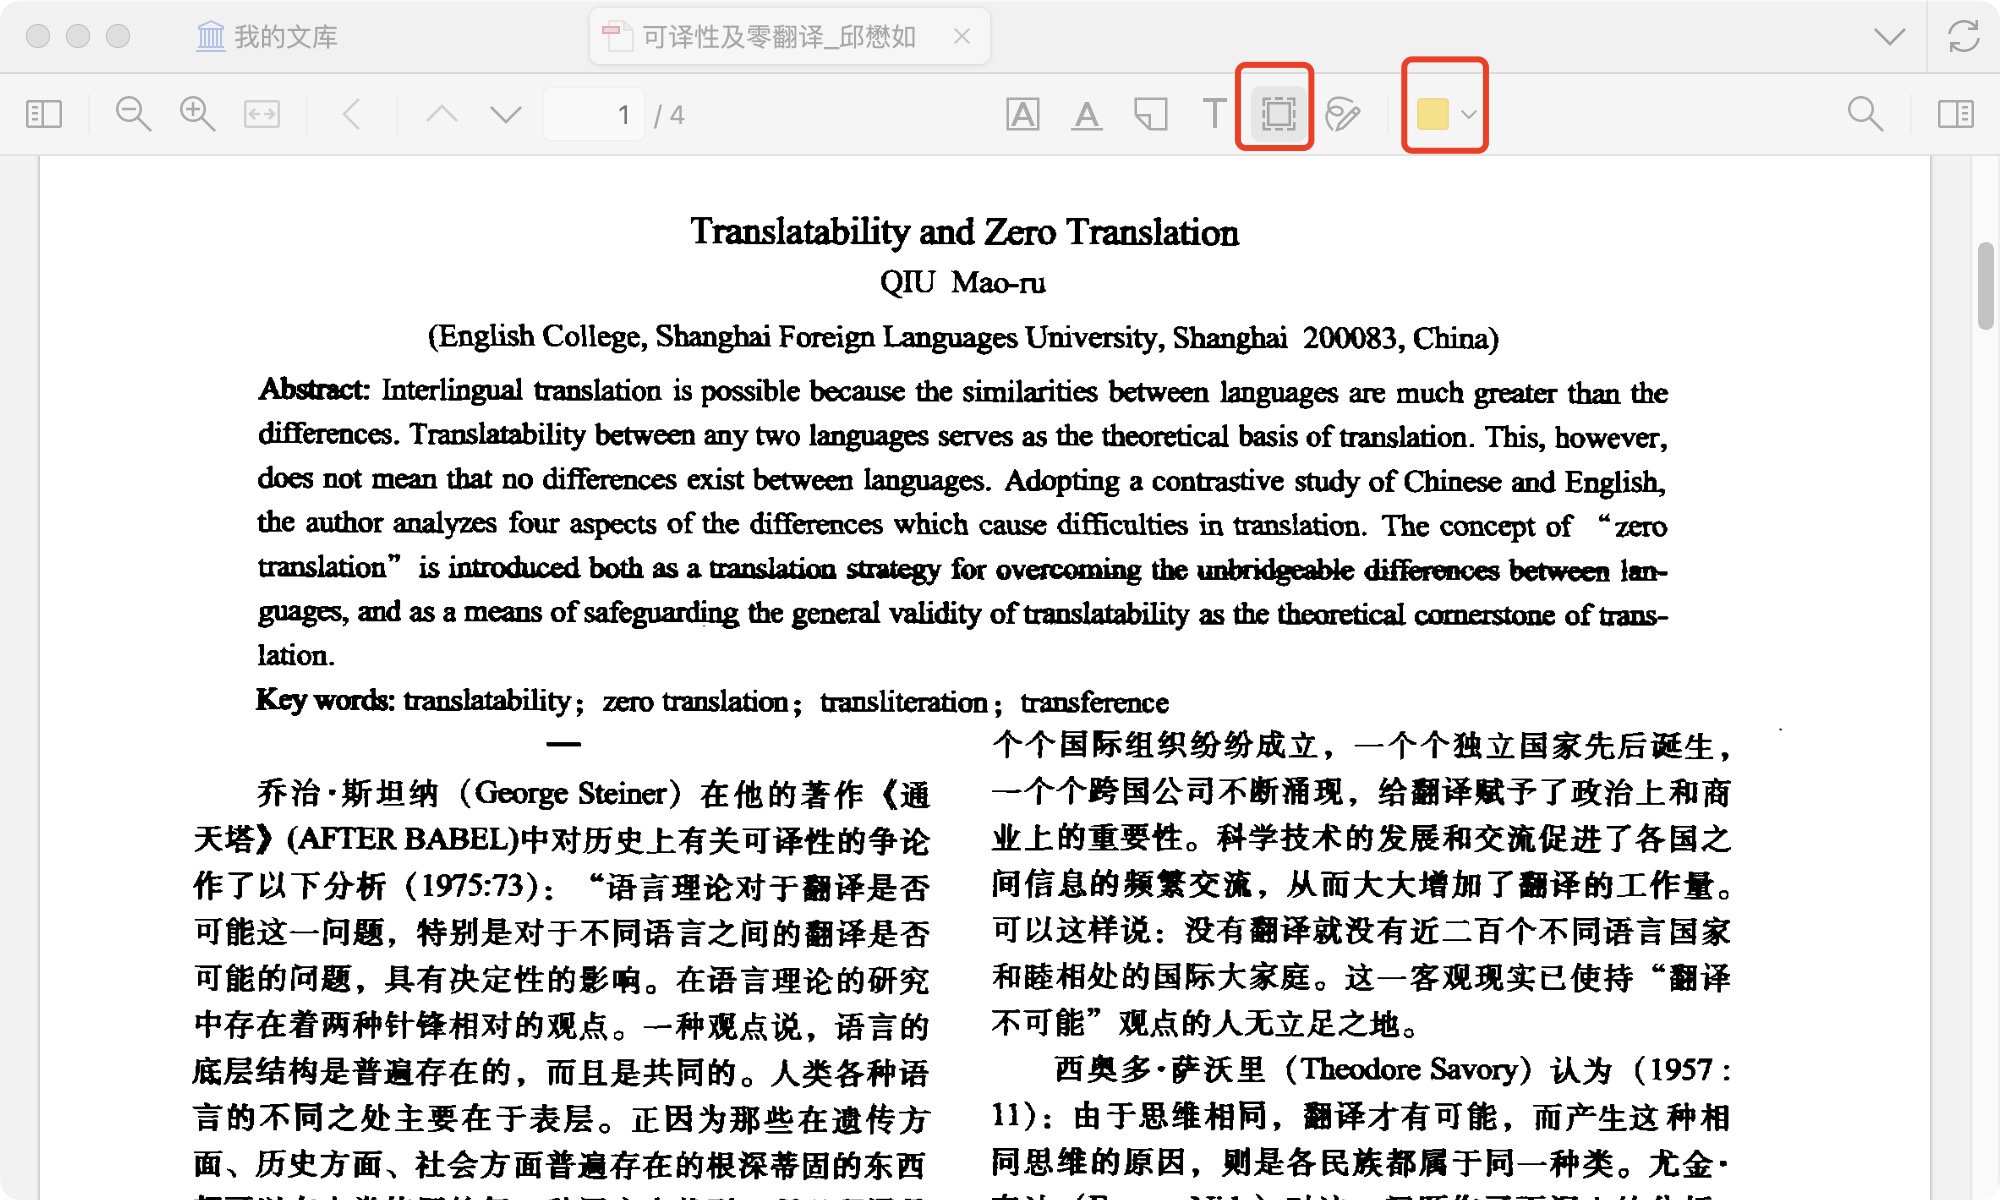 我的文库
可译性及零翻译_邱懋如
1 / 4
A A T
Translatability and Zero Translation
QIU Mao-ru
(English College, Shanghai Foreign Languages University, Shanghai 200083, China)
Abstract: Interlingual translation is possible because the similarities between languages are much greater than the
differences. Translatability between any two languages serves as the theoretical basis of translation. This, however,
does not mean that no differences exist between languages. Adopting a contrastive study of Chinese and English,
the author analyzes four aspects of the differences which cause difficulties in translation. The concept of “zero
translation” is introduced both as a translation strategy for overcoming the unbridgeable differences between lan-
guages, and as a means of safeguarding the general validity of translatability as the theoretical cornerstone of trans-
lation.
Key words: translatability; zero translation; transliteration; transference
一
乔治·斯坦纳（George Steiner）在他的著作《通
天塔》(AFTER BABEL)中对历史上有关可译性的争论
作了以下分析（1975:73）：“语言理论对于翻译是否
可能这一问题，特别是对于不同语言之间的翻译是否
可能的问题，具有决定性的影响。在语言理论的研究
中存在着两种针锋相对的观点。一种观点说，语言的
底层结构是普遍存在的，而且是共同的。人类各种语
言的不同之处主要在于表层。正因为那些在遗传方
面、历史方面、社会方面普遍存在的根深蒂固的东西
个个国际组织纷纷成立，一个个独立国家先后诞生，
一个个跨国公司不断涌现，给翻译赋予了政治上和商
业上的重要性。科学技术的发展和交流促进了各国之
间信息的频繁交流，从而大大增加了翻译的工作量。
可以这样说：没有翻译就没有近二百个不同语言国家
和睦相处的国际大家庭。这一客观现实已使持“翻译
不可能”观点的人无立足之地。
西奥多·萨沃里（Theodore Savory）认为（1957:
11)：由于思维相同，翻译才有可能，而产生这种相
同思维的原因，则是各民族都属于同一种类。尤金·